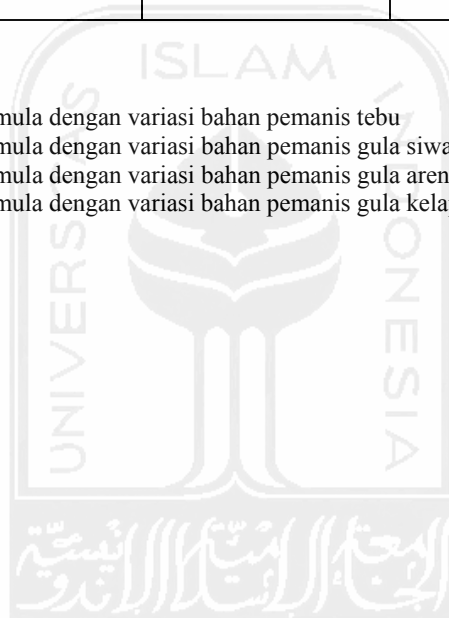 mula dengan variasi bahan pemanis tebu
mula dengan variasi bahan pemanis gula siwa
mula dengan variasi bahan pemanis gula aren
mula dengan variasi bahan pemanis gula kela
UNIVERSITAS
ISLAM
INDONESIA